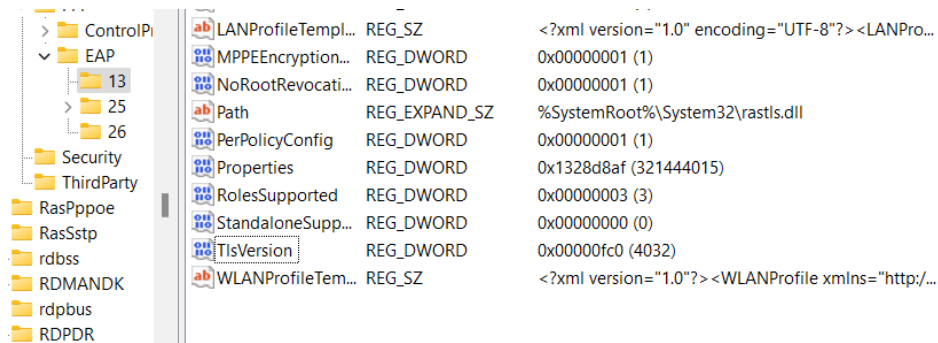 ControlPr
EAP
13
25
26
Security
ThirdParty
RasPppoe
RasSstp
rdbss
RDMANDK
rdpbus
RDPDR
LANProfileTempl... REG_SZ <?xml version="1.0" encoding="UTF-8"?><LANPro...
MPPEEncryption... REG_DWORD 0x00000001 (1)
NoRootRevocati... REG_DWORD 0x00000001 (1)
Path REG_EXPAND_SZ %SystemRoot%\System32\rastls.dll
PerPolicyConfig REG_DWORD 0x00000001 (1)
Properties REG_DWORD 0x1328d8af (321444015)
RolesSupported REG_DWORD 0x00000003 (3)
StandaloneSupp... REG_DWORD 0x00000000 (0)
TlsVersion REG_DWORD 0x00000fc0 (4032)
WLANProfileTem... REG_SZ <?xml version="1.0"?><WLANProfile xmlns="http:/...